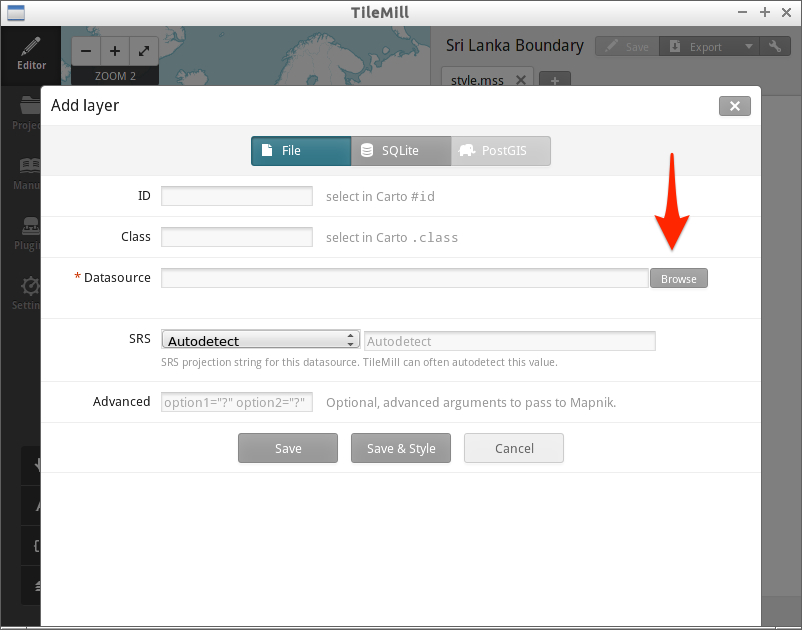 TileMill
Editor
ZOOM 2
Sri Lanka Boundary
Save
Export
style.mss
Add layer
File
SQLite
PostGIS
ID
select in Carto #id
Class
select in Carto .class
* Datasource
Browse
SRS
Autodetect
Autodetect
SRS projection string for this datasource. TileMill can often autodetect this value.
Advanced
option1="?" option2="?"
Optional, advanced arguments to pass to Mapnik.
Save
Save & Style
Cancel